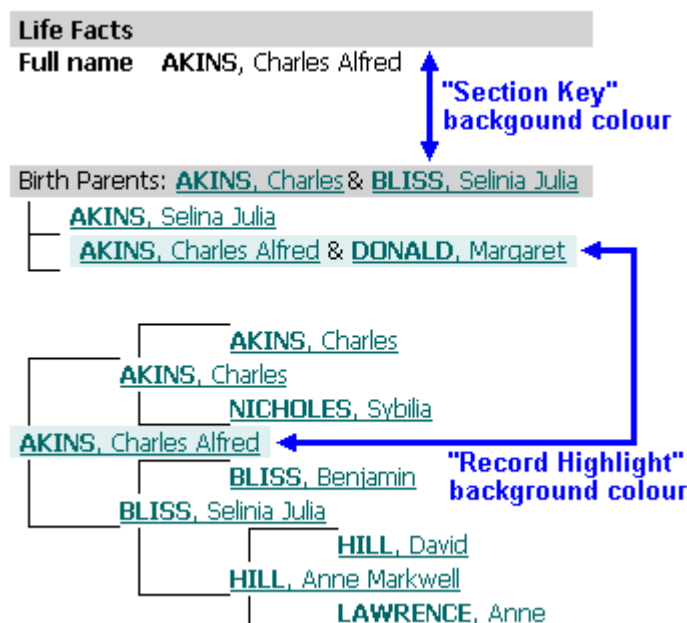 Life Facts
Full name AKINS, Charles Alfred
"Section Key"
backgound colour
Birth Parents: AKINS, Charles & BLISS, Selinia Julia
AKINS, Selina Julia
AKINS, Charles Alfred & DONALD, Margaret
AKINS, Charles
AKINS, Charles
NICHOLES, Sybilia
AKINS, Charles Alfred
"Record Highlight"
background colour
BLISS, Benjamin
BLISS, Selinia Julia
HILL, David
HILL, Anne Markwell
LAWRENCE, Anne